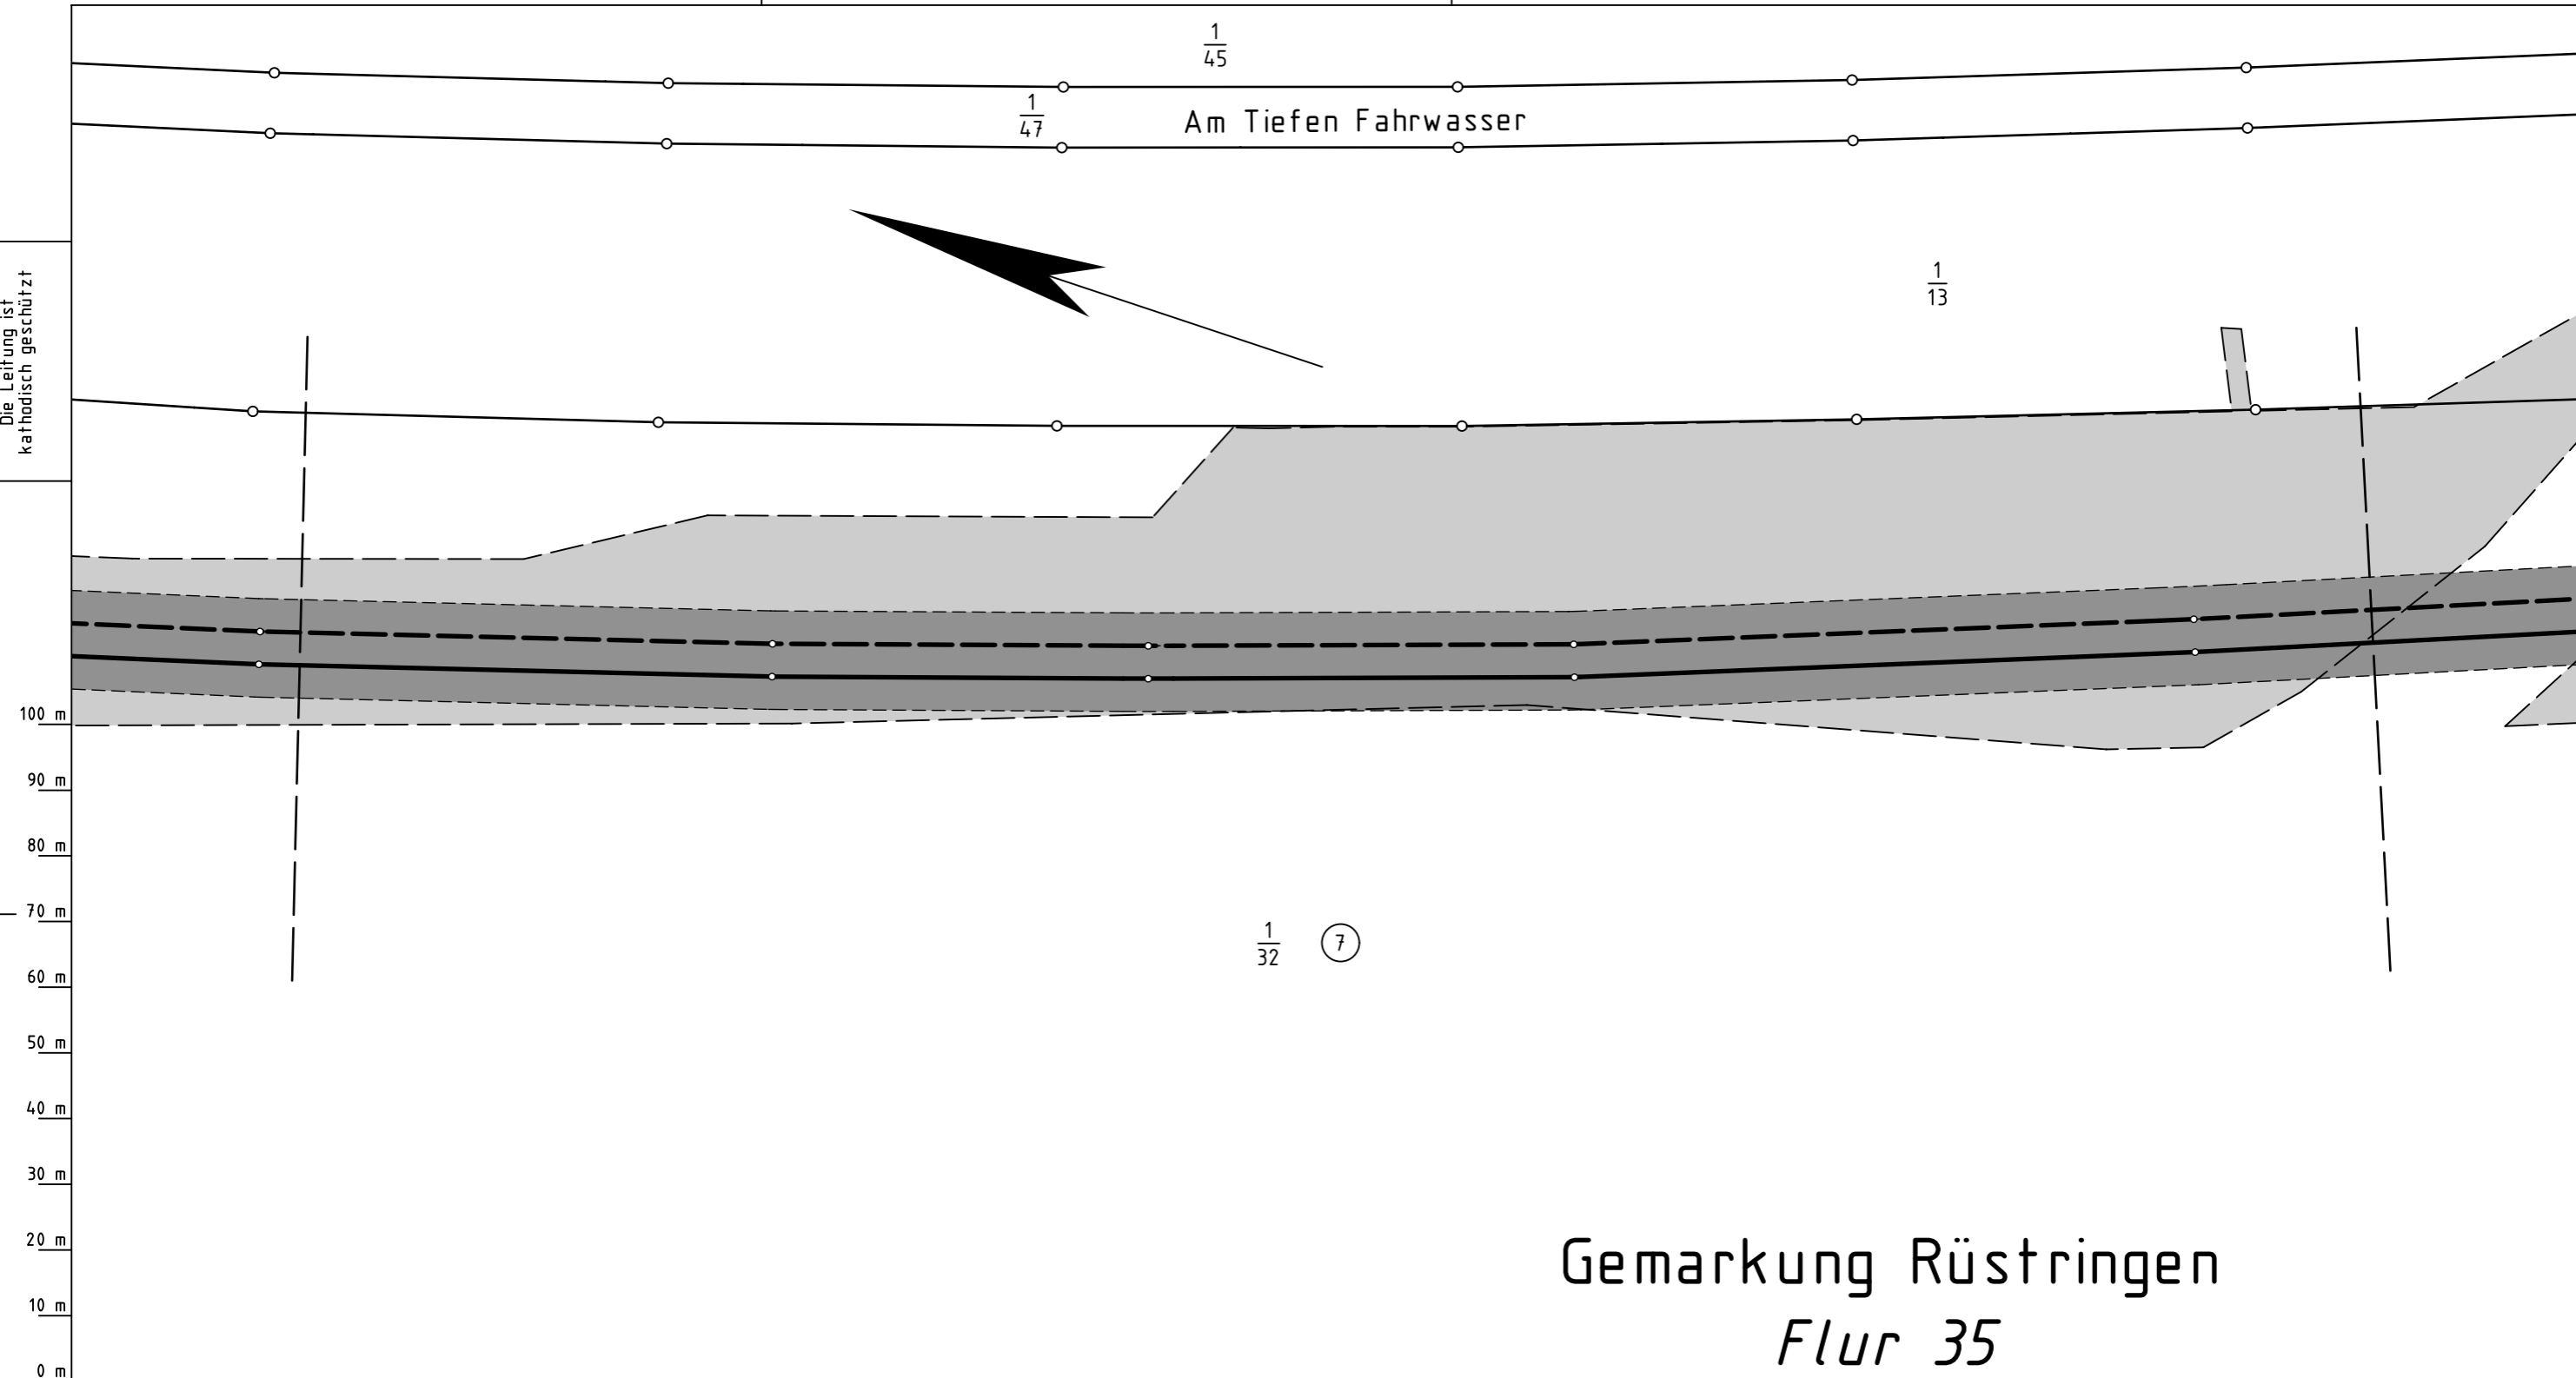 1
45
1
47
Am Tiefen Fahrwasser
1
13
Die Leitung ist
kathodisch geschützt
100 m
90 m
80 m
70 m
60 m
50 m
40 m
30 m
20 m
10 m
0 m
1
32
7
Gemarkung Rüstringen
Flur 35